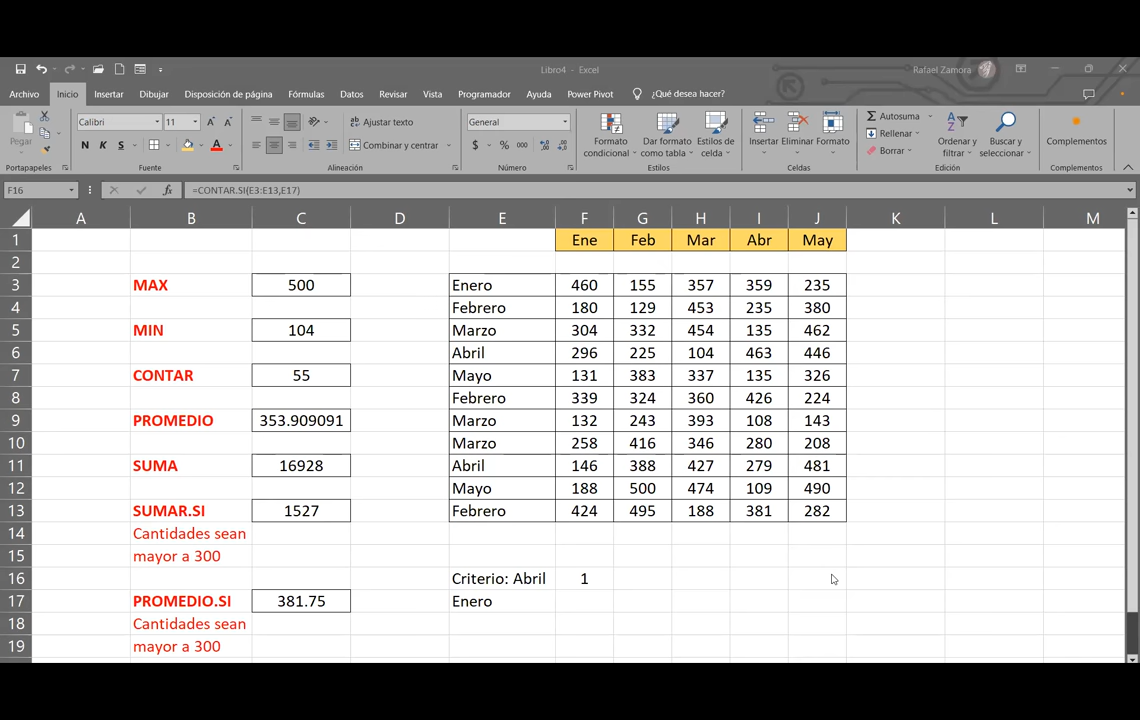 Libro4 - Excel
Rafael Zamora
Archivo Inicio Insertar Dibujar Disposición de página Fórmulas Datos Revisar Vista Programador Ayuda Power Pivot ¿Qué desea hacer?
Pegar
Calibri 11
N K S
Ajustar texto
Combinar y centrar
General
$ % 000
Formato condicional
Dar formato como tabla
Estilos de celda
Insertar Eliminar Formato
Autosuma
Rellenar
Borrar
Ordenar y filtrar
Buscar y seleccionar
Complementos
Portapapeles Fuente Alineación Número Estilos Celdas Edición Complementos
F16 fx =CONTAR.SI(E3:E13,E17)
A B C D E F G H I J K L M
1 Ene Feb Mar Abr May
2
3 MAX 500 Enero 460 155 357 359 235
4 Febrero 180 129 453 235 380
5 MIN 104 Marzo 304 332 454 135 462
6 Abril 296 225 104 463 446
7 CONTAR 55 Mayo 131 383 337 135 326
8 Febrero 339 324 360 426 224
9 PROMEDIO 353.909091 Marzo 132 243 393 108 143
10 Marzo 258 416 346 280 208
11 SUMA 16928 Abril 146 388 427 279 481
12 Mayo 188 500 474 109 490
13 SUMAR.SI 1527 Febrero 424 495 188 381 282
14 Cantidades sean
15 mayor a 300
16 Criterio: Abril 1
17 PROMEDIO.SI 381.75 Enero
18 Cantidades sean
19 mayor a 300